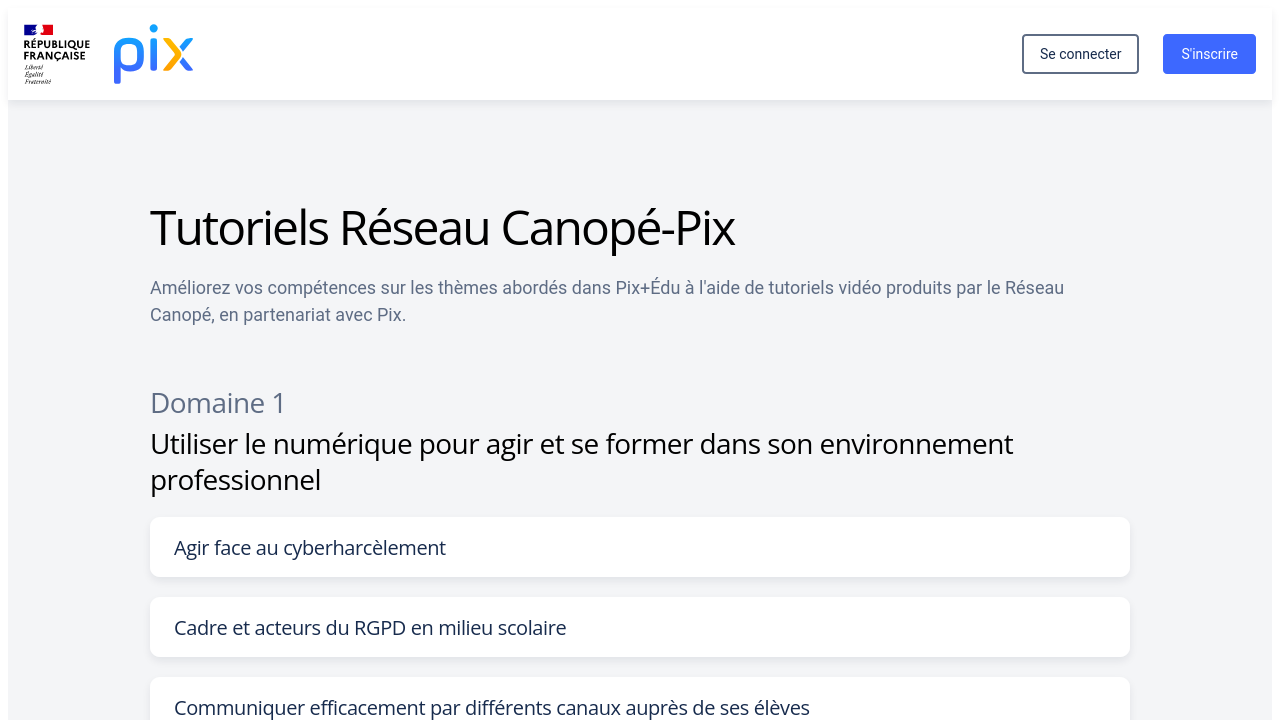 RÉPUBLIQUE
FRANÇAISE
Liberté
Égalité
Fraternité
pix
Se connecter
S'inscrire
Tutoriels Réseau Canopé-Pix
Améliorez vos compétences sur les thèmes abordés dans Pix+Édu à l'aide de tutoriels vidéo produits par le Réseau
Canopé, en partenariat avec Pix.
Domaine 1
Utiliser le numérique pour agir et se former dans son environnement
professionnel
Agir face au cyberharcèlement
Cadre et acteurs du RGPD en milieu scolaire
Communiquer efficacement par différents canaux auprès de ses élèves